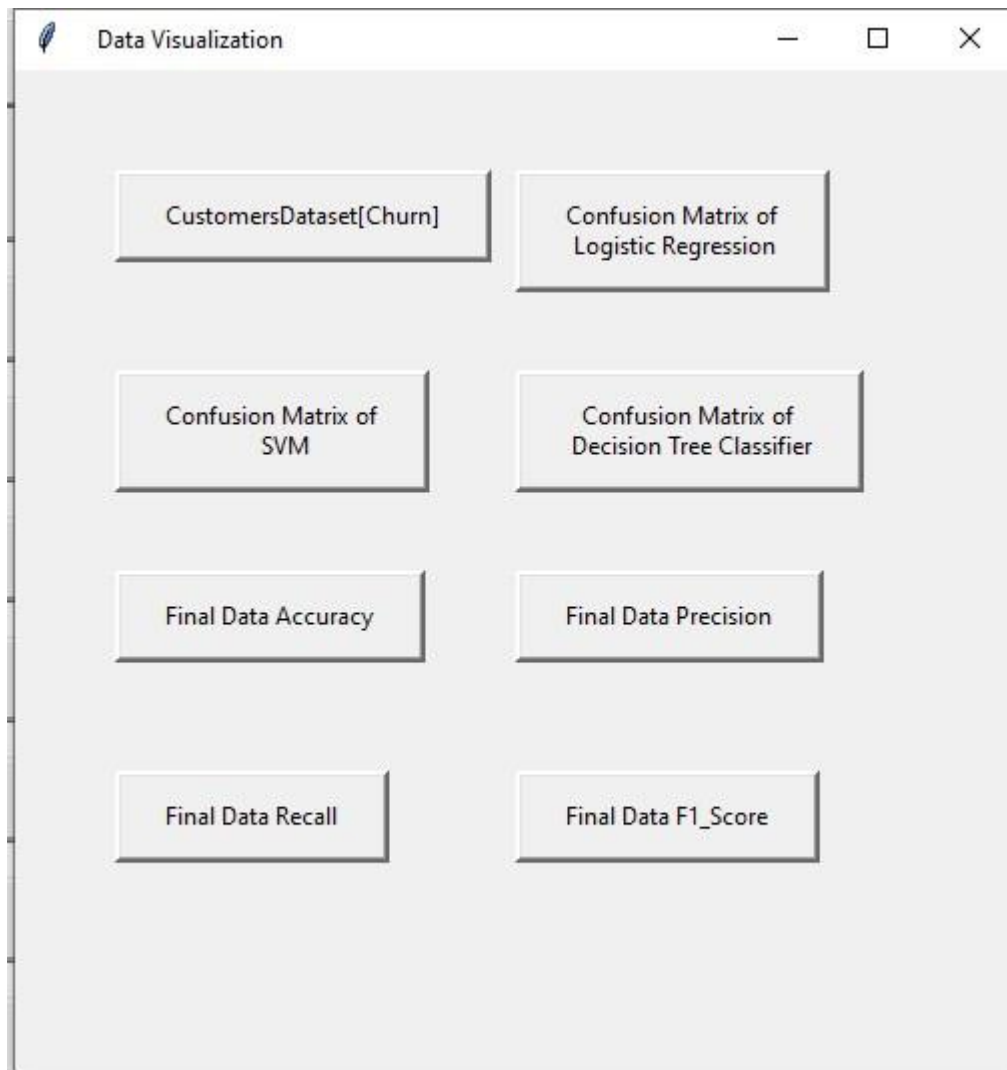 Data Visualization
CustomersDataset[Churn]
Confusion Matrix of
Logistic Regression
Confusion Matrix of
SVM
Confusion Matrix of
Decision Tree Classifier
Final Data Accuracy
Final Data Precision
Final Data Recall
Final Data F1_Score